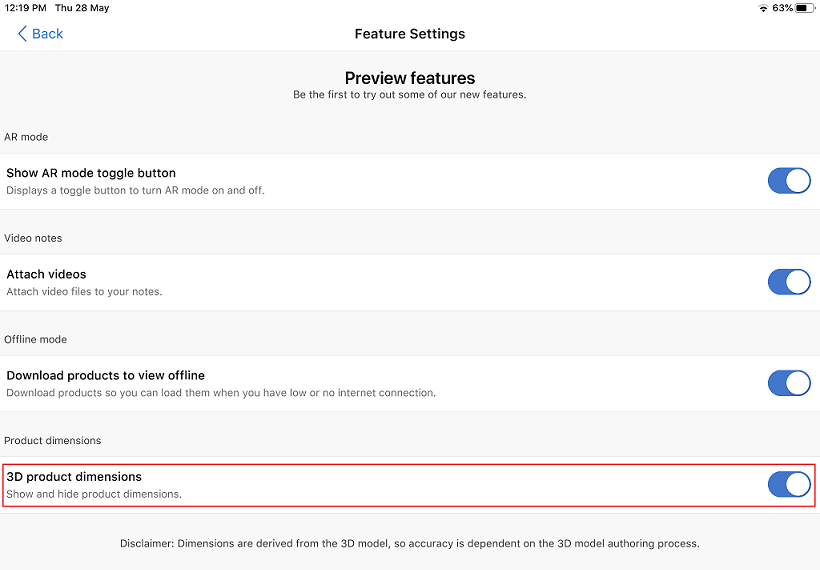 12:19 PM Thu 28 May 63%
Back Feature Settings
Preview features
Be the first to try out some of our new features.
AR mode
Show AR mode toggle button
Displays a toggle button to turn AR mode on and off.
Video notes
Attach videos
Attach video files to your notes.
Offline mode
Download products to view offline
Download products so you can load them when you have low or no internet connection.
Product dimensions
3D product dimensions
Show and hide product dimensions.
Disclaimer: Dimensions are derived from the 3D model, so accuracy is dependent on the 3D model authoring process.